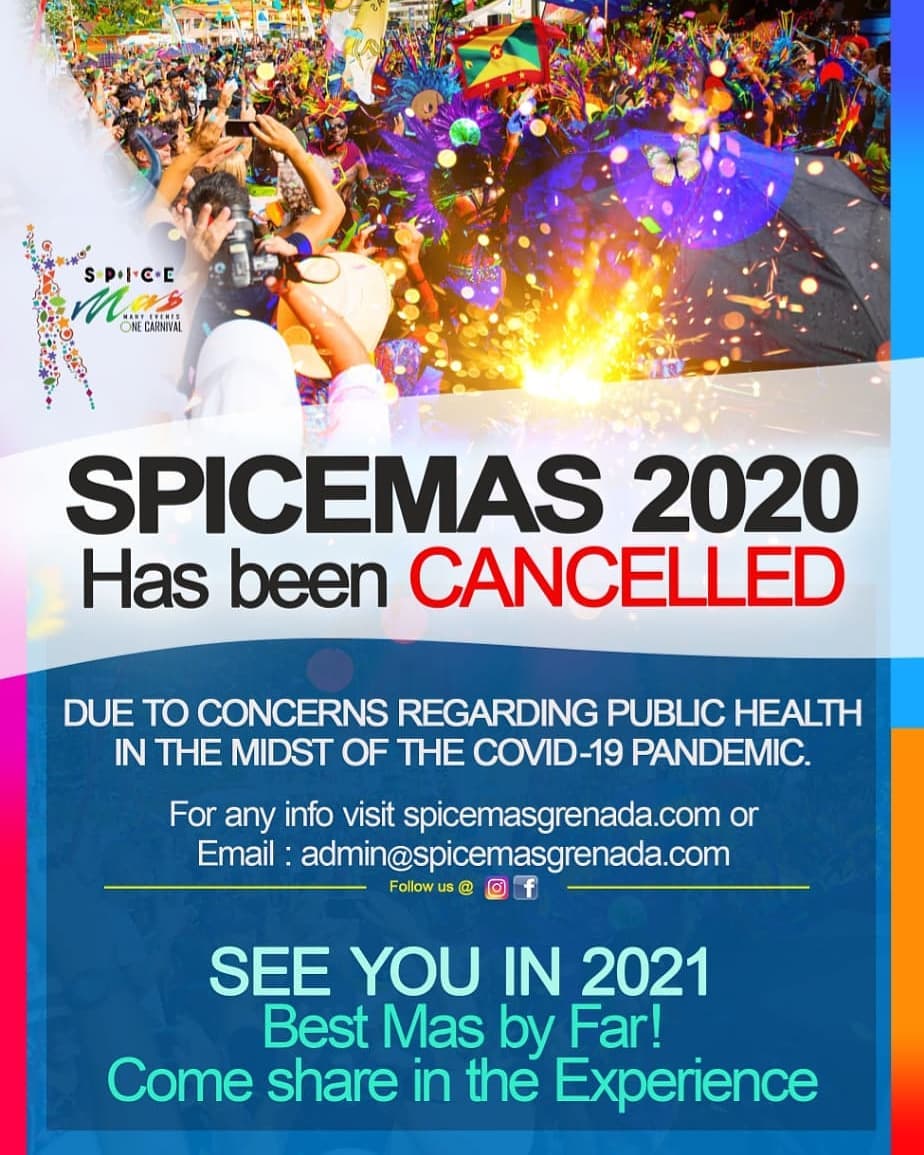 S·P·I·C·E
Mas
MANY EVENTS
ONE CARNIVAL
SPICEMAS 2020
Has been CANCELLED
DUE TO CONCERNS REGARDING PUBLIC HEALTH
IN THE MIDST OF THE COVID-19 PANDEMIC.
For any info visit spicemasgrenada.com or
Email : admin@spicemasgrenada.com
Follow us @
SEE YOU IN 2021
Best Mas by Far!
Come share in the Experience